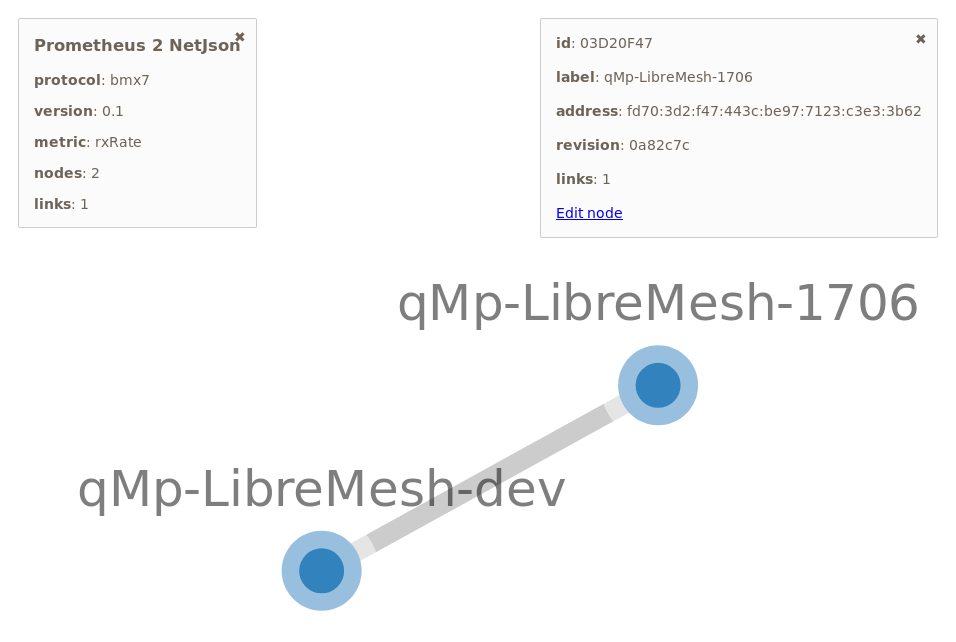 Prometheus 2 NetJson ✖
protocol: bmx7
version: 0.1
metric: rxRate
nodes: 2
links: 1
✖
id: 03D20F47
label: qMp-LibreMesh-1706
address: fd70:3d2:f47:443c:be97:7123:c3e3:3b62
revision: 0a82c7c
links: 1
Edit node
qMp-LibreMesh-1706
qMp-LibreMesh-dev